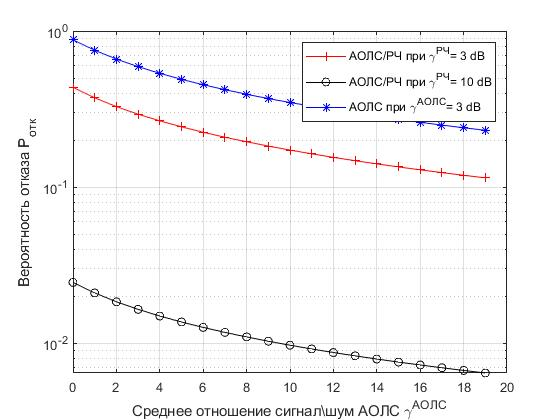 10^0
10^-1
10^-2
Вероятность отказа P_отк
АОЛС/РЧ при γ^РЧ= 3 dB
АОЛС/РЧ при γ^РЧ= 10 dB
АОЛС при γ^АОЛС= 3 dB
0 2 4 6 8 10 12 14 16 18 20
Среднее отношение сигнал\шум АОЛС γ^АОЛС